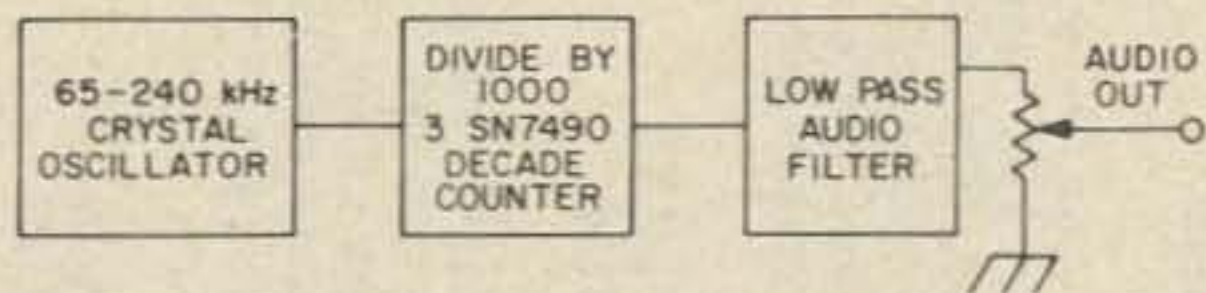 65-240 kHz
CRYSTAL
OSCILLATOR
DIVIDE BY
1000
3 SN7490
DECADE
COUNTER
LOW PASS
AUDIO
FILTER
AUDIO
OUT